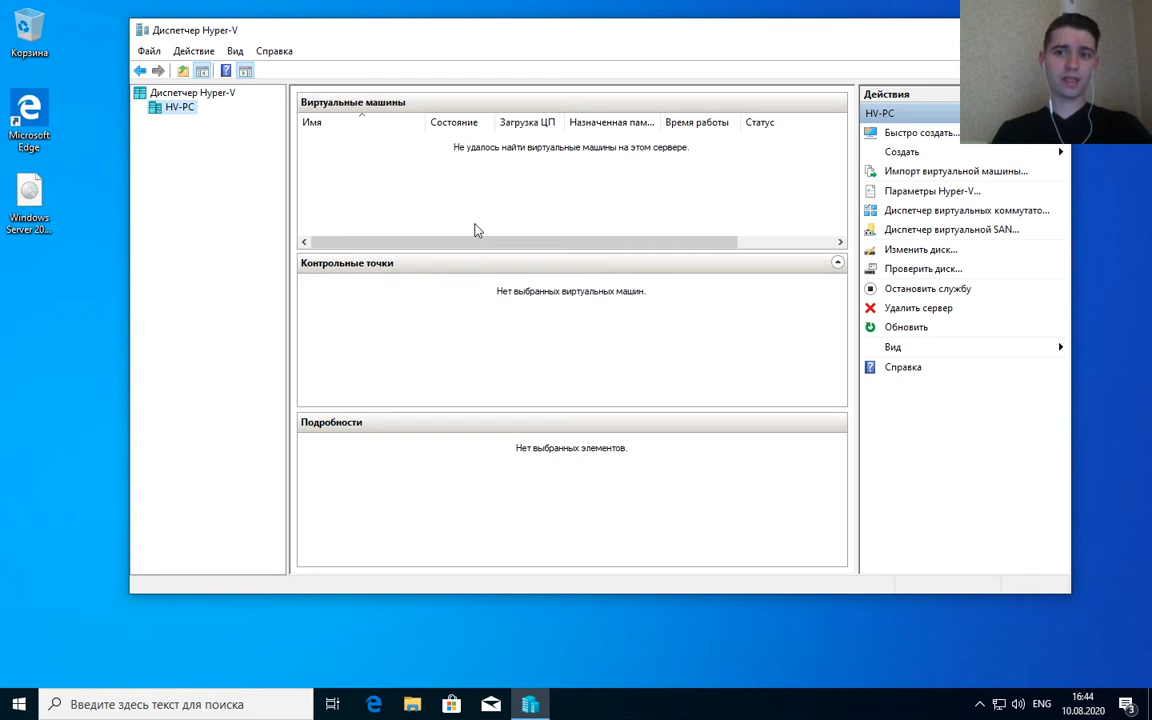 Корзина
Microsoft
Edge
Windows
Server 20...
Диспетчер Hyper-V
Файл Действие Вид Справка
Диспетчер Hyper-V
HV-PC
Виртуальные машины
Имя Состояние Загрузка ЦП Назначенная пам... Время работы Статус
Не удалось найти виртуальные машины на этом сервере.
Контрольные точки
Нет выбранных виртуальных машин.
Подробности
Нет выбранных элементов.
Действия
HV-PC
Быстро создать...
Создать
Импорт виртуальной машины...
Параметры Hyper-V...
Диспетчер виртуальных коммутато...
Диспетчер виртуальной SAN...
Изменить диск...
Проверить диск...
Остановить службу
Удалить сервер
Обновить
Вид
Справка
Введите здесь текст для поиска
ENG
16:44
10.08.2020
3